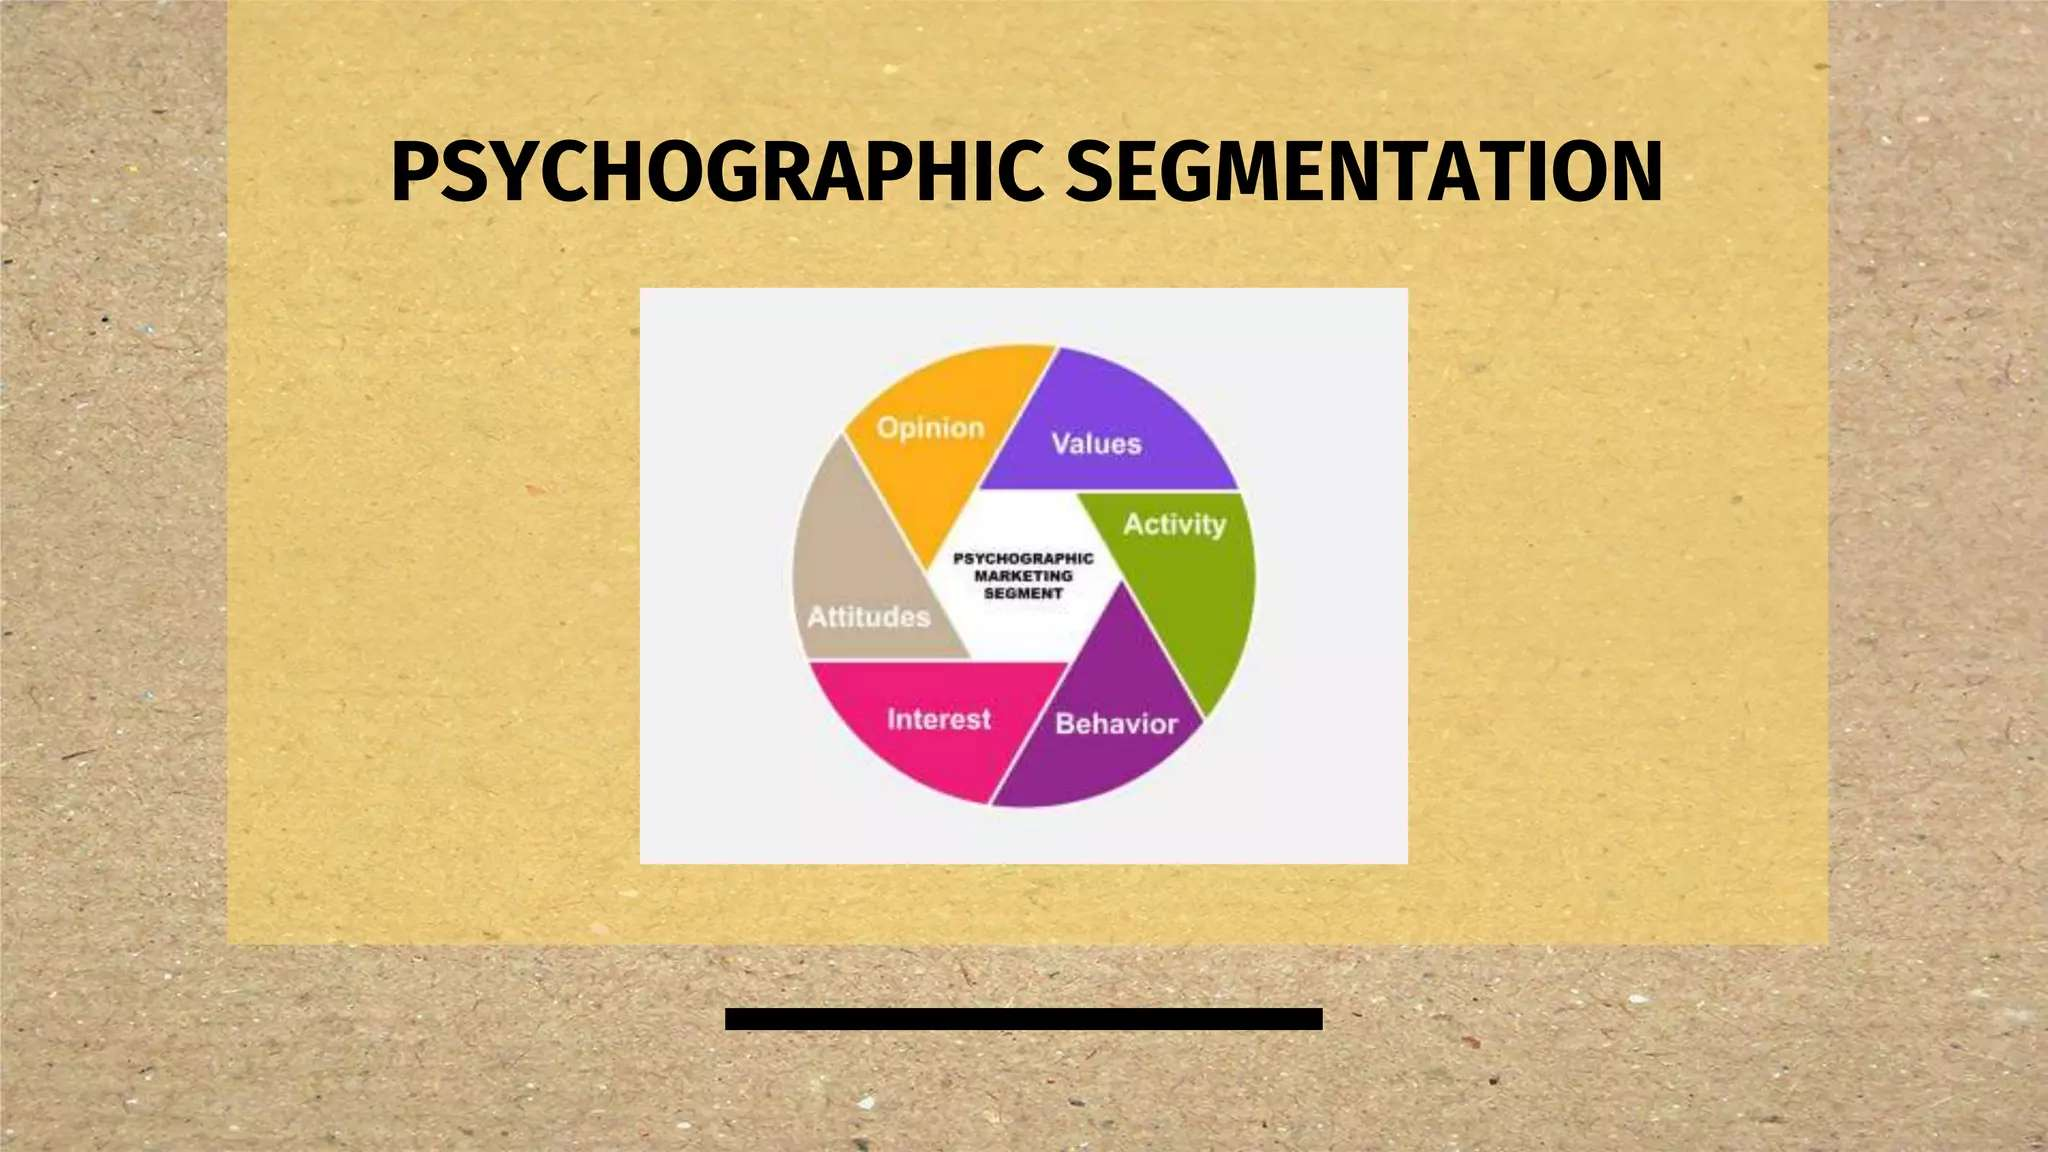 PSYCHOGRAPHIC SEGMENTATION
Opinion
Values
Activity
PSYCHOGRAPHIC
MARKETING
SEGMENT
Attitudes
Interest
Behavior